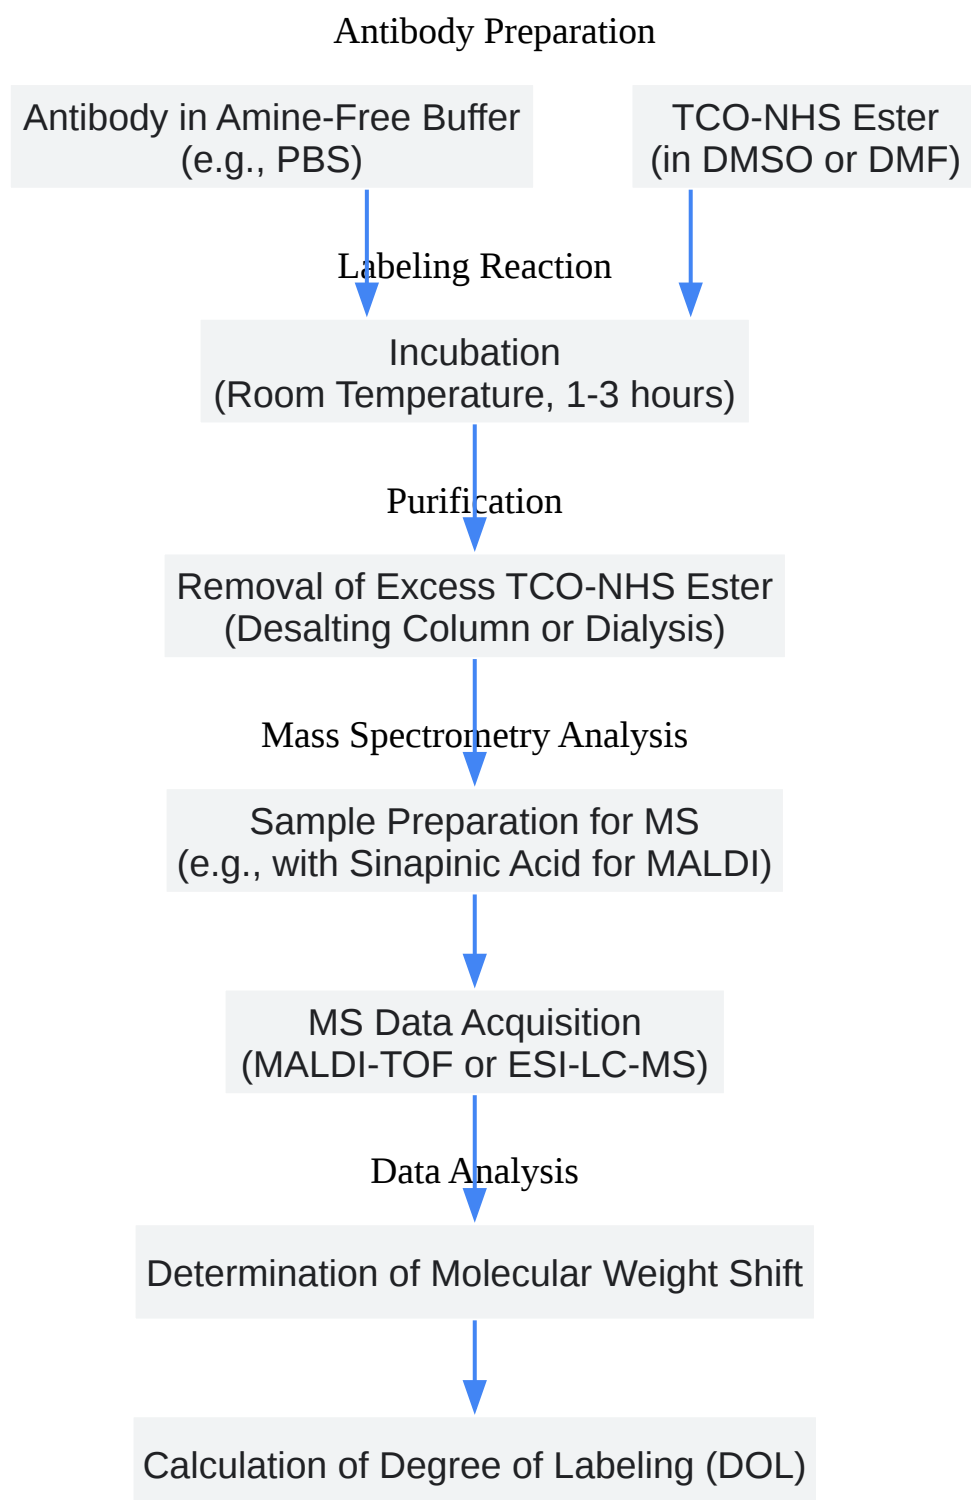 Antibody Preparation
Antibody in Amine-Free Buffer
(e.g., PBS)
TCO-NHS Ester
(in DMSO or DMF)
Labeling Reaction
Incubation
(Room Temperature, 1-3 hours)
Purification
Removal of Excess TCO-NHS Ester
(Desalting Column or Dialysis)
Mass Spectrometry Analysis
Sample Preparation for MS
(e.g., with Sinapinic Acid for MALDI)
MS Data Acquisition
(MALDI-TOF or ESI-LC-MS)
Data Analysis
Determination of Molecular Weight Shift
Calculation of Degree of Labeling (DOL)